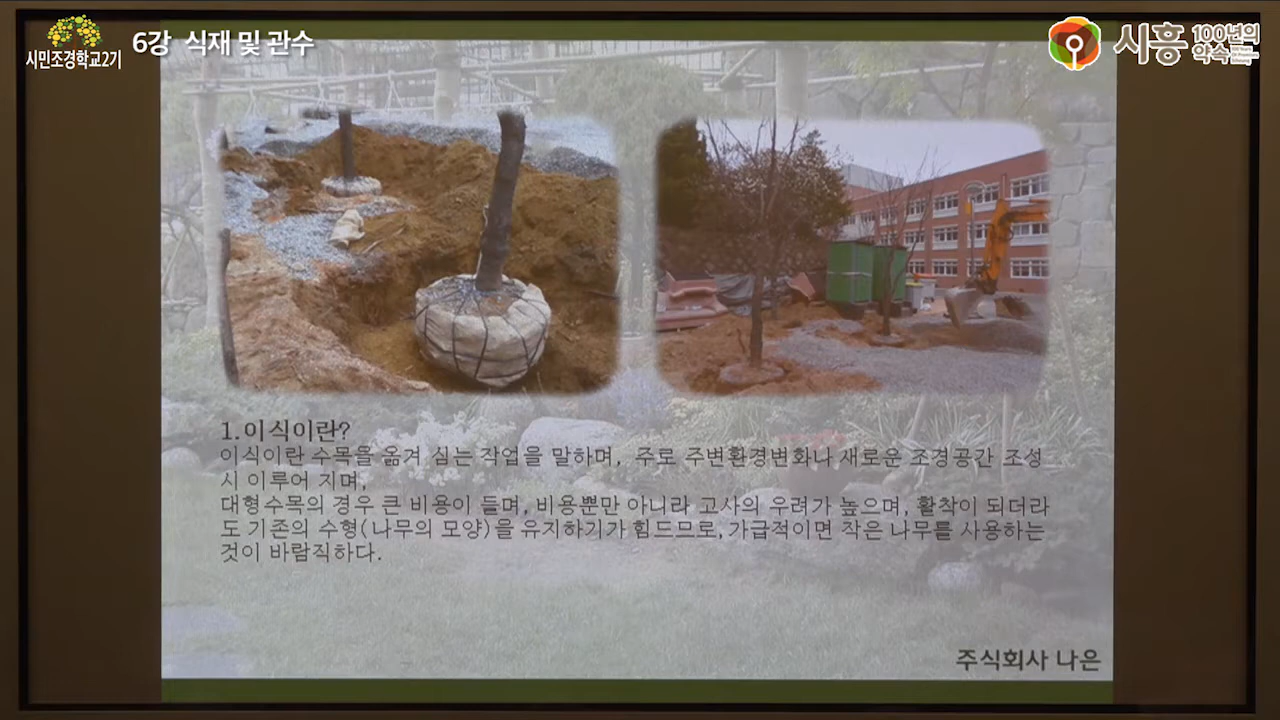 시민조경학교2기
6강 식재 및 관수
시흥 100년의
약속
1.이식이란?
이식이란 수목을 옮겨 심는 작업을 말하며, 주로 주변환경변화나 새로운 조경공간 조성
시 이루어 지며,
대형수목의 경우 큰 비용이 들며, 비용뿐만 아니라 고사의 우려가 높으며, 활착이 되더라
도 기존의 수형(나무의 모양)을 유지하기가 힘드므로, 가급적이면 작은 나무를 사용하는
것이 바람직하다.
주식회사 나은